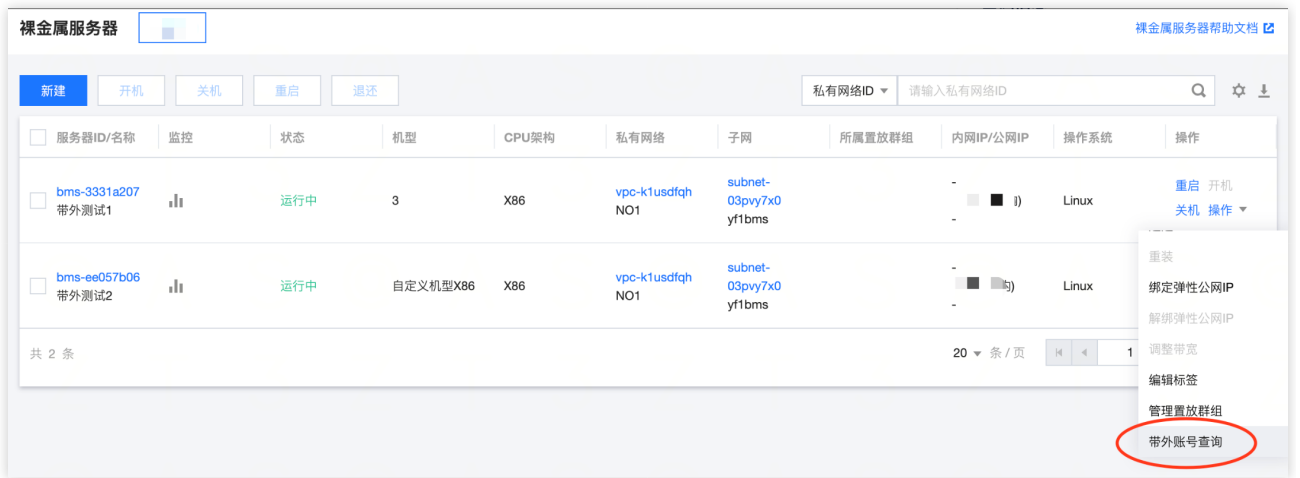 裸金属服务器
裸金属服务器帮助文档
新建 开机 关机 重启 退还 私有网络ID 请输入私有网络ID
服务器ID/名称 监控 状态 机型 CPU架构 私有网络 子网 所属置放群组 内网IP/公网IP 操作系统 操作
bms-3331a207
带外测试1
运行中
3
X86
vpc-k1usdfqh
NO1
subnet-
03pvy7x0
yf1bms
-
-
Linux
重启 开机
关机 操作
bms-ee057b06
带外测试2
运行中
自定义机型X86
X86
vpc-k1usdfqh
NO1
subnet-
03pvy7x0
yf1bms
-
-
Linux
重装
绑定弹性公网IP
解绑弹性公网IP
调整带宽
编辑标签
管理置放群组
带外账号查询
共 2 条
20 条 / 页
1